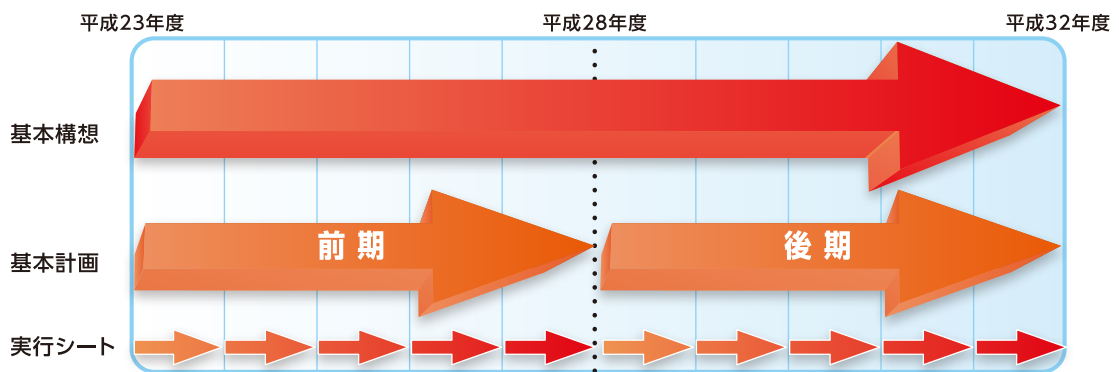 平成23年度
平成28年度
平成32年度
基本構想
前期
後期
基本計画
実行シート